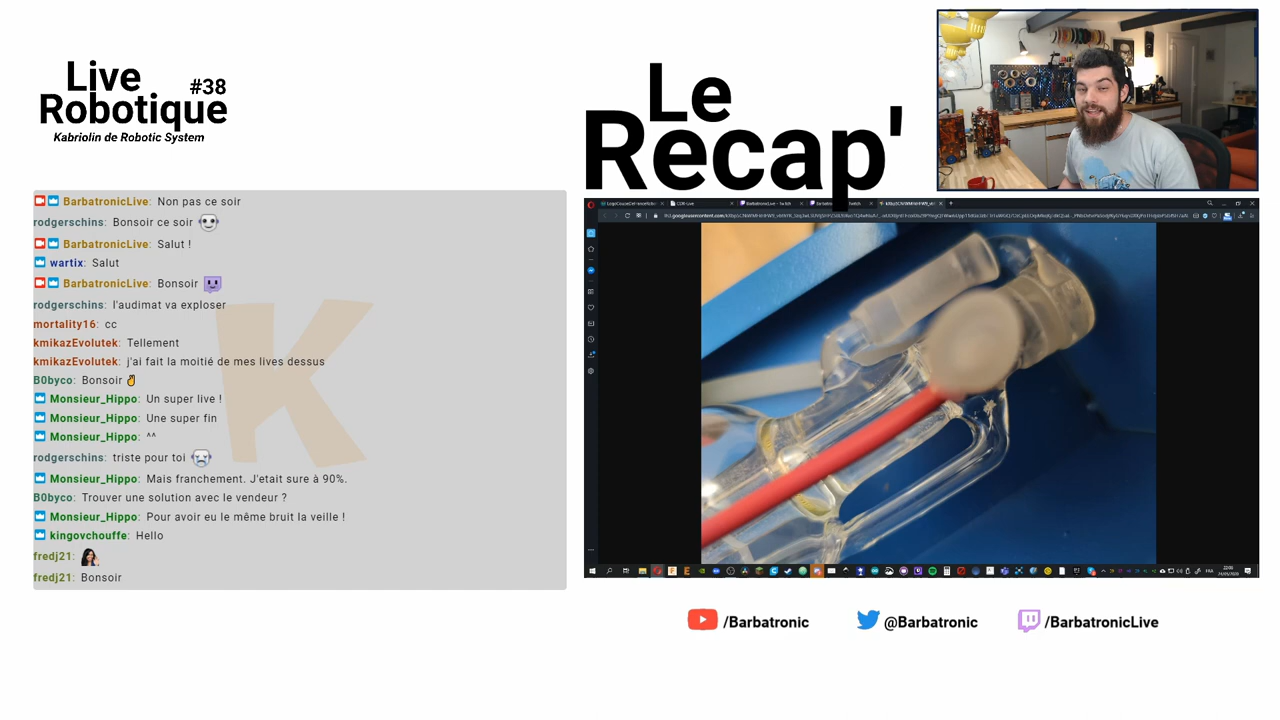 Live
#38
Robotique
Kabriolin de Robotic System
BarbatronicLive: Non pas ce soir
rodgerschins: Bonsoir ce soir
BarbatronicLive: Salut !
wartix: Salut
BarbatronicLive: Bonsoir
rodgerschins: l'audimat va exploser
mortality16: cc
kmikazEvolutek: Tellement
kmikazEvolutek: j'ai fait la moitié de mes lives dessus
B0byco: Bonsoir
Monsieur_Hippo: Un super live !
Monsieur_Hippo: Une super fin
Monsieur_Hippo: ^^
rodgerschins: triste pour toi
Monsieur_Hippo: Mais franchement. J'etait sure à 90%.
B0byco: Trouver une solution avec le vendeur ?
Monsieur_Hippo: Pour avoir eu le même bruit la veille !
kingovchouffe: Hello
fredj21:
fredj21: Bonsoir
K
Le
Recap'
/Barbatronic
@Barbatronic
/BarbatronicLive